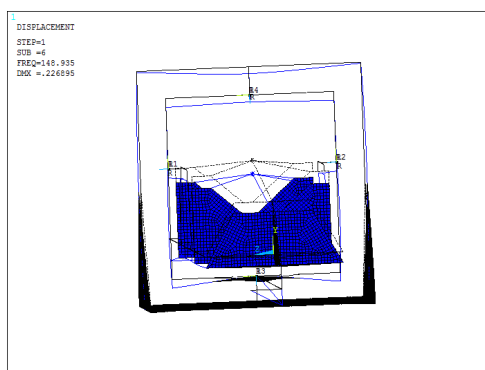 1
DISPLACEMENT
STEP=1
SUB =6
FREQ=148.935
DMX =.226895
R4
R
R1
R
R2
R
Y
Z
R3